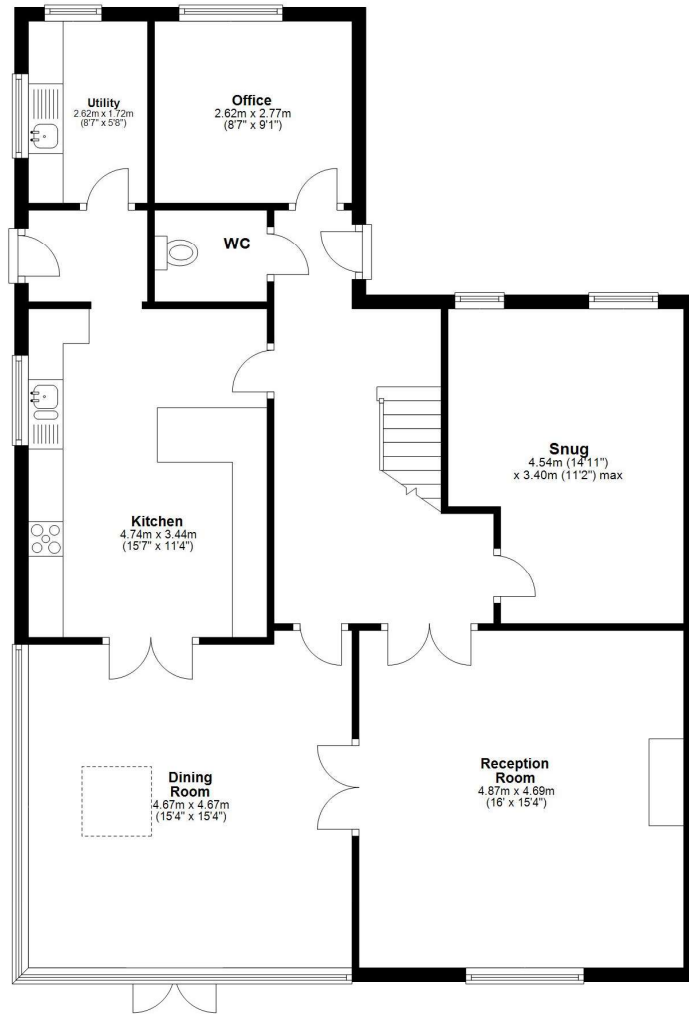 Utility
2.62m x 1.72m
(8'7" x 5'8")
Office
2.62m x 2.77m
(8'7" x 9'1")
WC
Snug
4.54m (14'11")
x 3.40m (11'2") max
Kitchen
4.74m x 3.44m
(15'7" x 11'4")
Dining
Room
4.67m x 4.67m
(15'4" x 15'4")
Reception
Room
4.87m x 4.69m
(16' x 15'4")